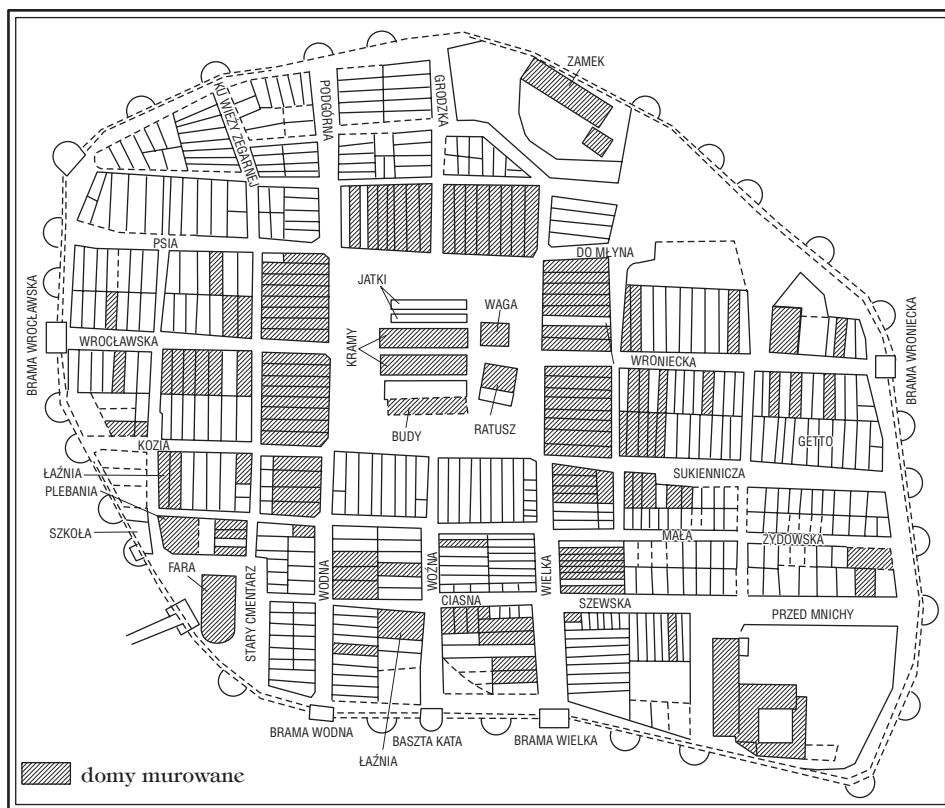 ZAMEK
KU WIEŻY ZEGARNEJ
PODGÓRNA
GRODZKA
PSIA
DO MŁYNA
JATKI
WAGA
BRAMA WROCŁAWSKA
WROCŁAWSKA
KRAMY
WRONIECKA
BRAMA WRONIECKA
BUDY
RATUSZ
KOZIA
GETTO
ŁAŹNIA
SUKIENNICZA
PLEBANIA
SZKOŁA
MAŁA
ŻYDOWSKA
FARA
STARY CMENTARZ
WODNA
WOŹNA
WIELKA
CIASNA
SZEWSKA
PRZED MNICHY
BRAMA WODNA
BASZTA KATA
BRAMA WIELKA
ŁAŹNIA
domy murowane